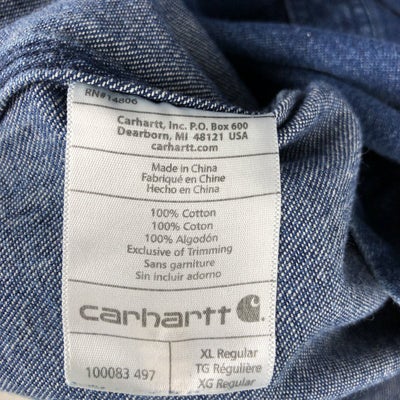 RN#14806
Carhartt, Inc. P.O. Box 600
Dearborn, MI 48121 USA
carhartt.com
Made in China
Fabriqué en Chine
Hecho en China
100% Cotton
100% Coton
100% Algodón
Exclusive of Trimming
Sans garniture
Sin incluir adorno
carhartt
100083 497
XL Regular
TG Régulière
XG Regular